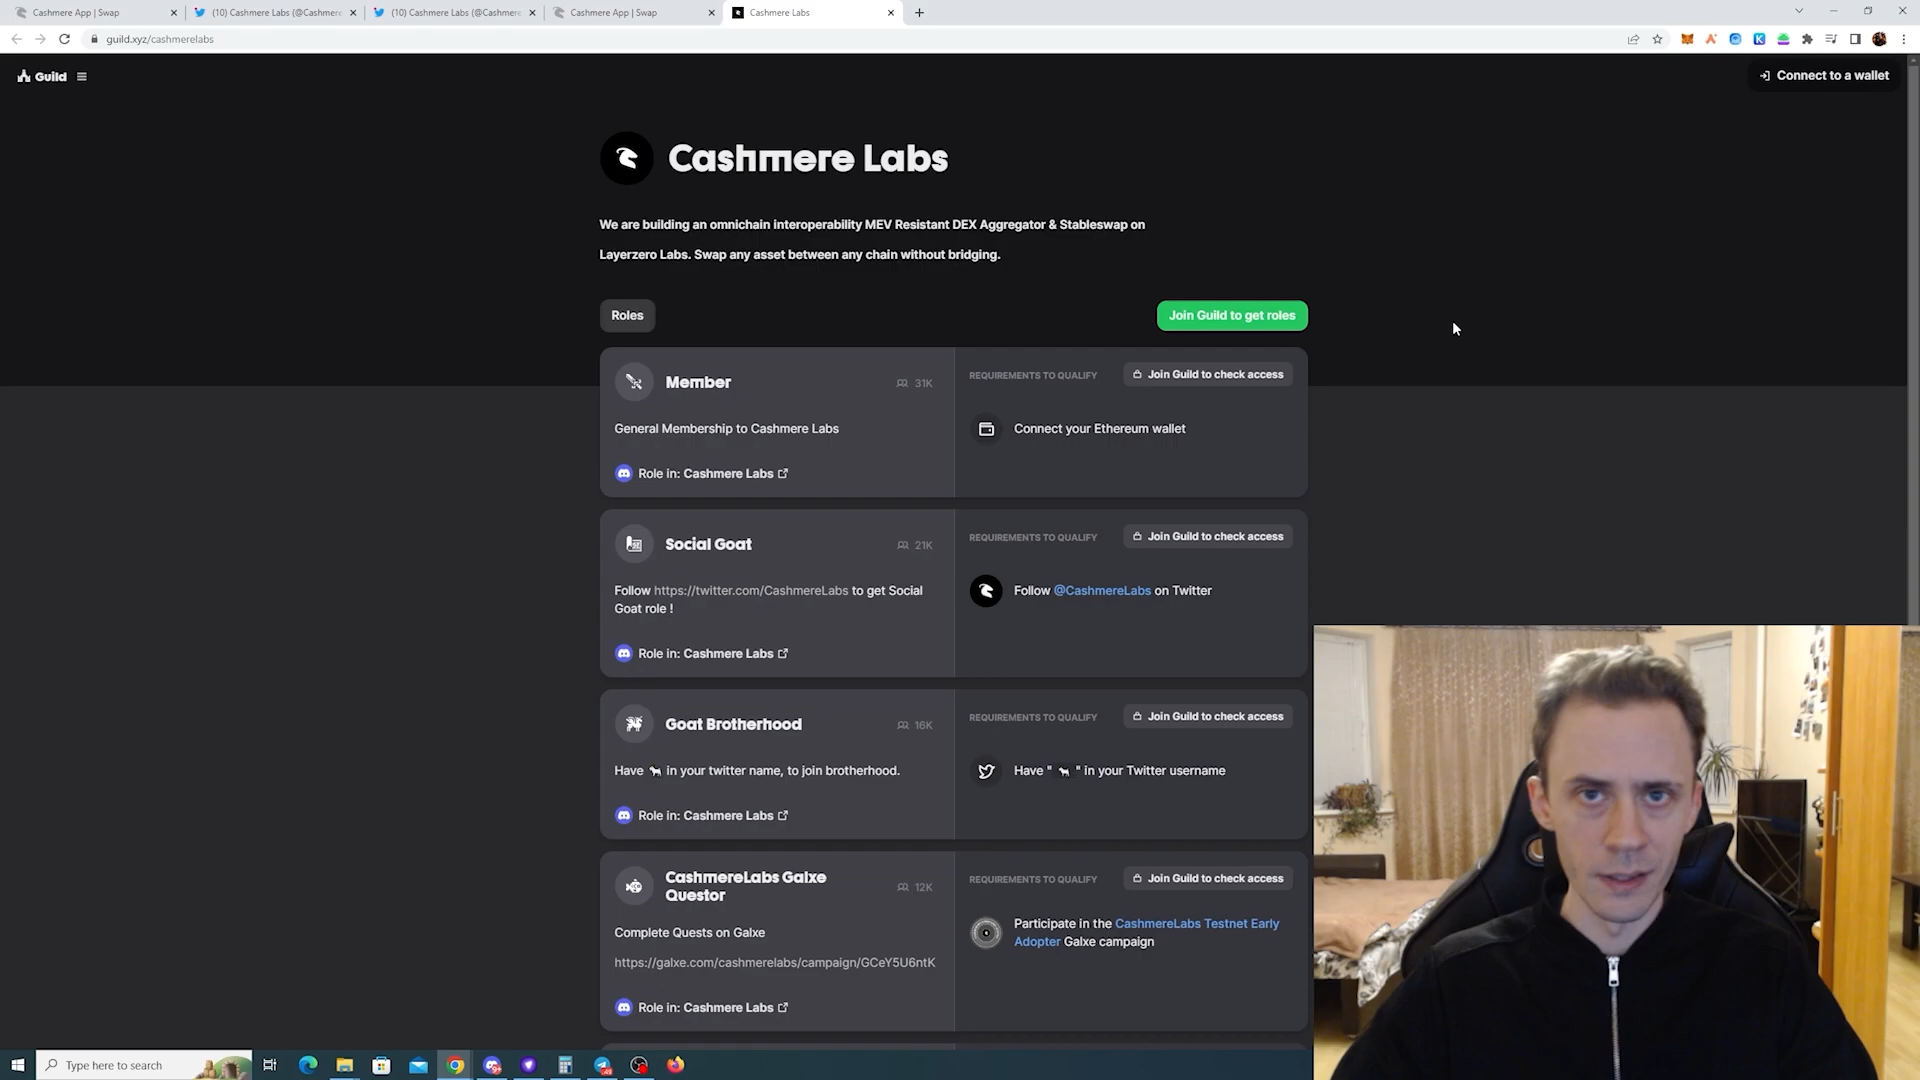 Cashmere App | Swap
(10) Cashmere Labs (@Cashmere
(10) Cashmere Labs (@Cashmere
Cashmere App | Swap
Cashmere Labs
guild.xyz/cashmerelabs
Guild
Connect to a wallet
Cashmere Labs
We are building an omnichain interoperability MEV Resistant DEX Aggregator & Stableswap on
Layerzero Labs. Swap any asset between any chain without bridging.
Roles
Join Guild to get roles
Member
31K
General Membership to Cashmere Labs
Role in: Cashmere Labs
REQUIREMENTS TO QUALIFY
Join Guild to check access
Connect your Ethereum wallet
Social Goat
21K
Follow https://twitter.com/CashmereLabs to get Social
Goat role !
Role in: Cashmere Labs
REQUIREMENTS TO QUALIFY
Join Guild to check access
Follow @CashmereLabs on Twitter
Goat Brotherhood
16K
Have 🐐 in your twitter name, to join brotherhood.
Role in: Cashmere Labs
REQUIREMENTS TO QUALIFY
Join Guild to check access
Have " 🐐 " in your Twitter username
CashmereLabs Galxe
Questor
12K
Complete Quests on Galxe
https://galxe.com/cashmerelabs/campaign/GCeY5U6ntK
Role in: Cashmere Labs
REQUIREMENTS TO QUALIFY
Join Guild to check access
Participate in the CashmereLabs Testnet Early
Adopter Galxe campaign
Type here to search